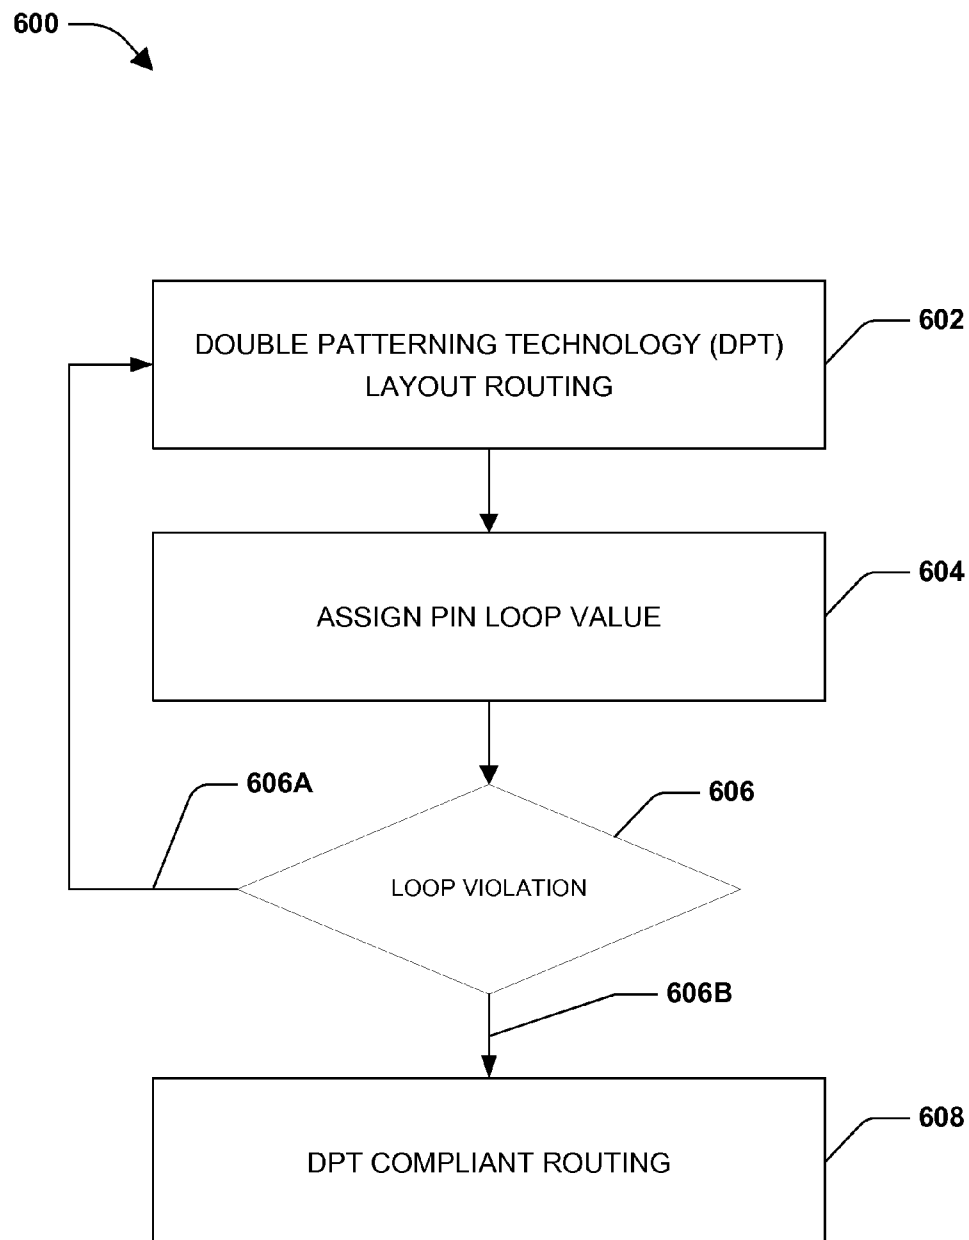 600
DOUBLE PATTERNING TECHNOLOGY (DPT)
LAYOUT ROUTING
602
ASSIGN PIN LOOP VALUE
604
606A
606
LOOP VIOLATION
606B
DPT COMPLIANT ROUTING
608